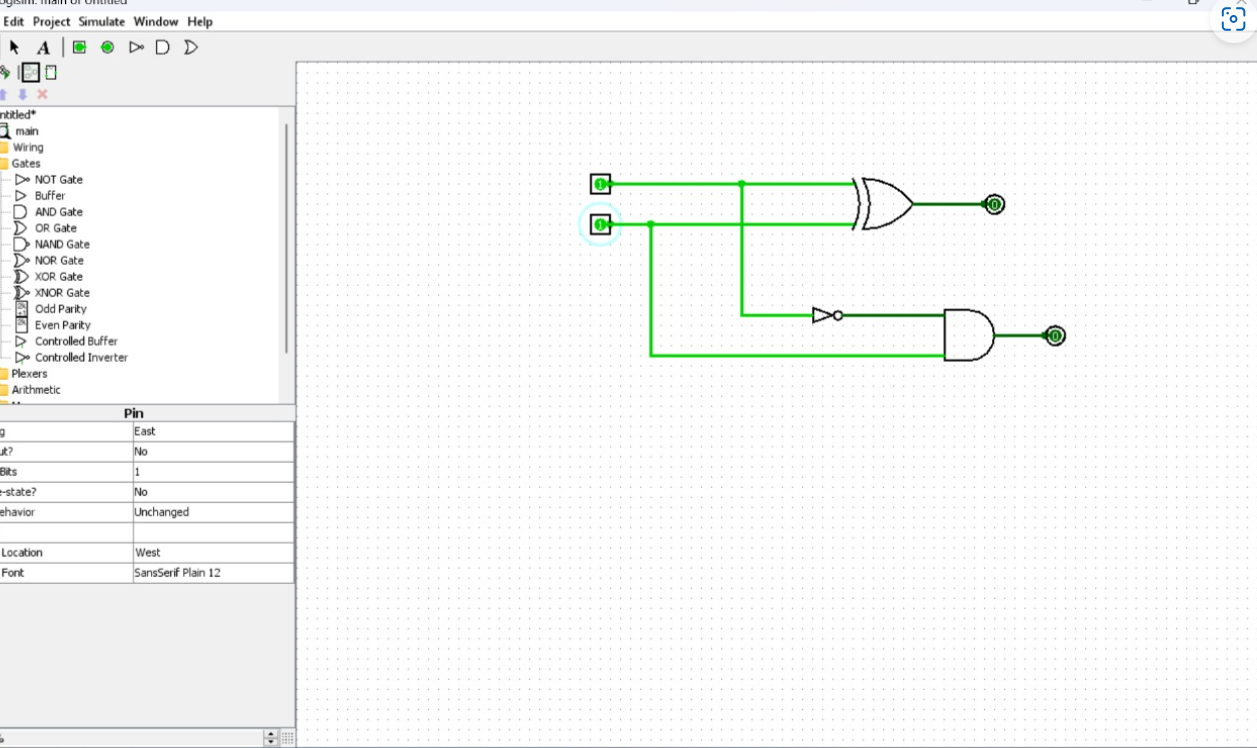 ogisim: main of Untitled
Edit Project Simulate Window Help
A
ntitled*
main
Wiring
Gates
NOT Gate
Buffer
AND Gate
OR Gate
NAND Gate
NOR Gate
XOR Gate
XNOR Gate
Odd Parity
Even Parity
Controlled Buffer
Controlled Inverter
Plexers
Arithmetic
Pin
g East
ut? No
Bits 1
e-state? No
ehavior Unchanged
Location West
Font SansSerif Plain 12
%
1
1
0
0